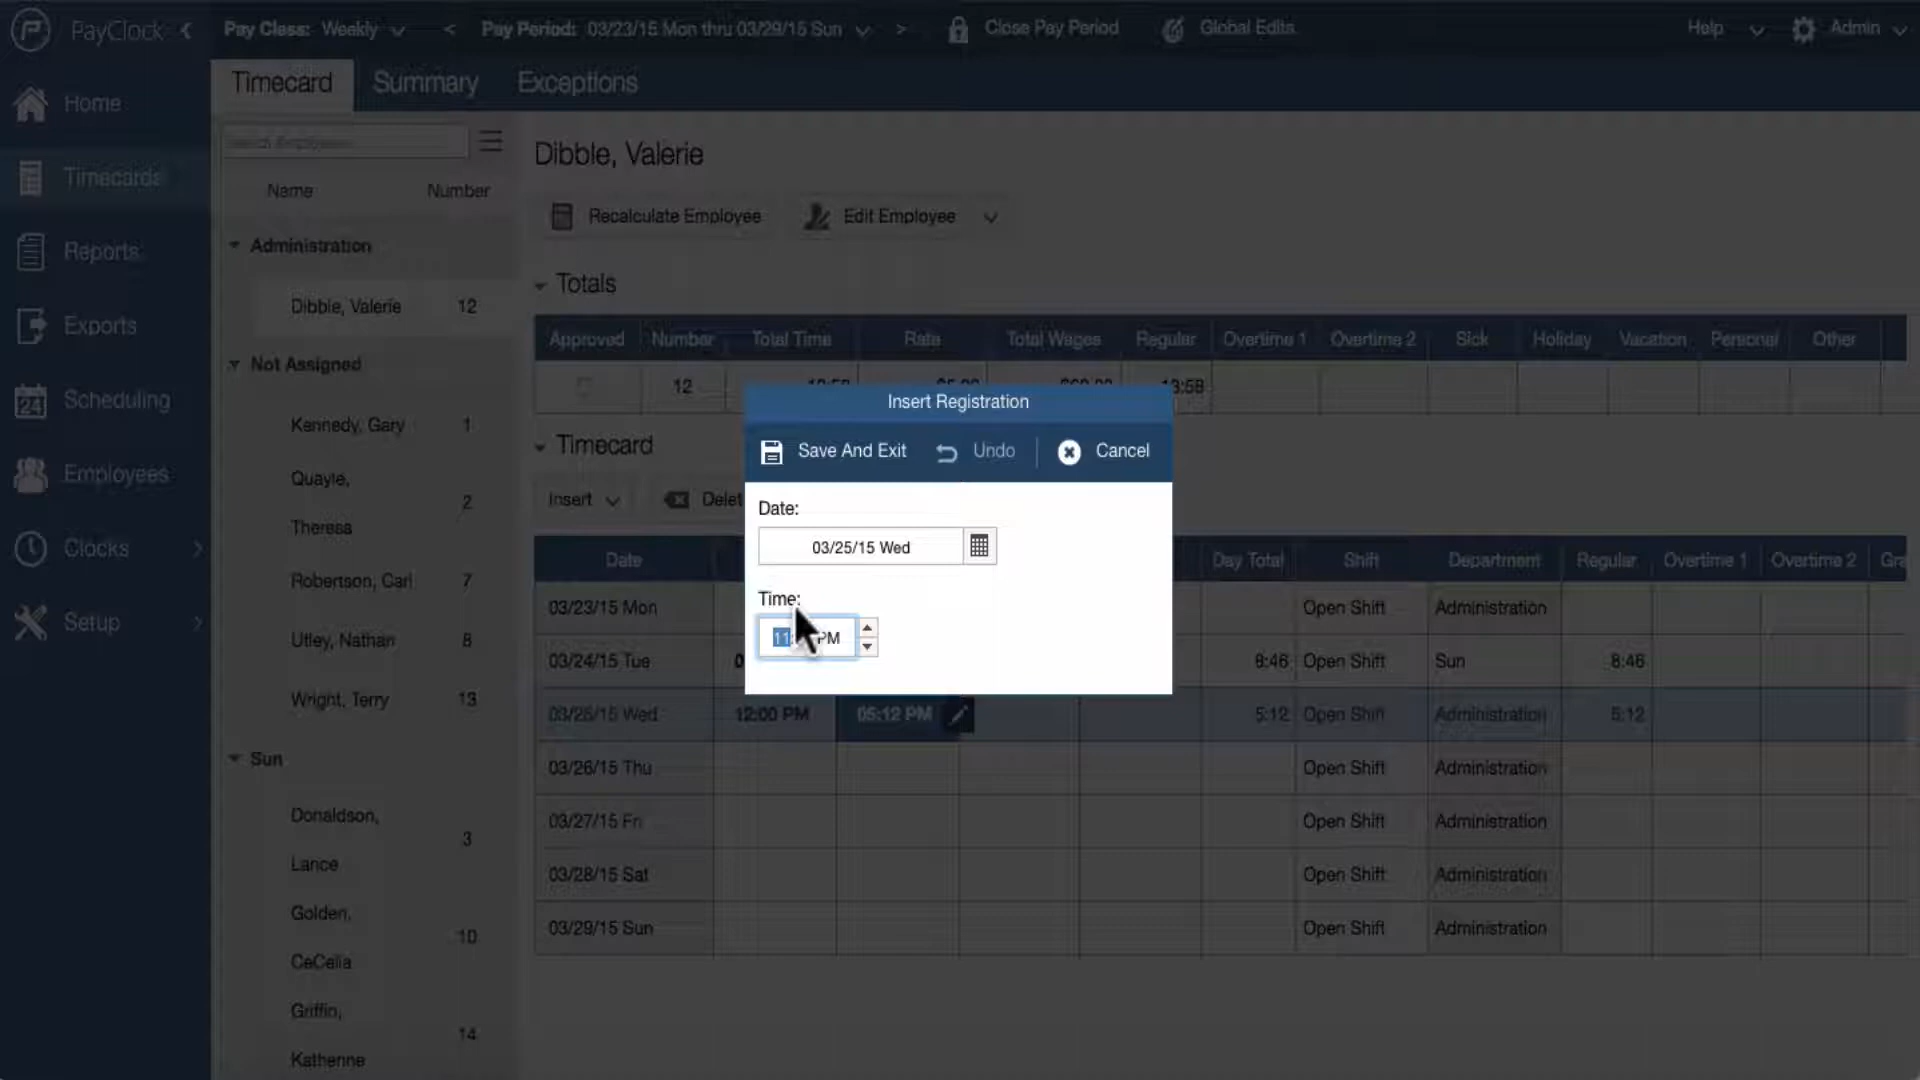 PayClock
Pay Class: Weekly
Pay Period: 03/23/15 Mon thru 03/29/15 Sun
Close Pay Period
Global Edits
Help
Admin
Home
Timecards
Reports
Exports
24
Scheduling
Employees
Clocks
Setup
Timecard
Summary
Exceptions
Search Employees
Name Number
Administration
Dibble, Valerie 12
Not Assigned
Kennedy, Gary 1
Quayle,
Theresa
2
Robertson, Carl 7
Utley, Nathan 8
Wright, Terry 13
Sun
Donaldson,
Lance
3
Golden,
CeCelia
10
Griffin,
Katherine
14
Dibble, Valerie
Recalculate Employee
Edit Employee
Totals
Approved Number Total Time Rate Total Wages Regular Overtime 1 Overtime 2 Sick Holiday Vacation Personal Other
12
Timecard
Insert
Delet
Insert Registration
Save And Exit Undo Cancel
Date:
03/25/15 Wed
Time:
11: PM
Date Day Total Shift Department Regular Overtime 1 Overtime 2 Gra
03/23/15 Mon Open Shift Administration
03/24/15 Tue 0 8:46 Open Shift Sun 8:46
03/25/15 Wed 12:00 PM 05:12 PM 5:12 Open Shift Administration 5:12
03/26/15 Thu Open Shift Administration
03/27/15 Fri Open Shift Administration
03/28/15 Sat Open Shift Administration
03/29/15 Sun Open Shift Administration